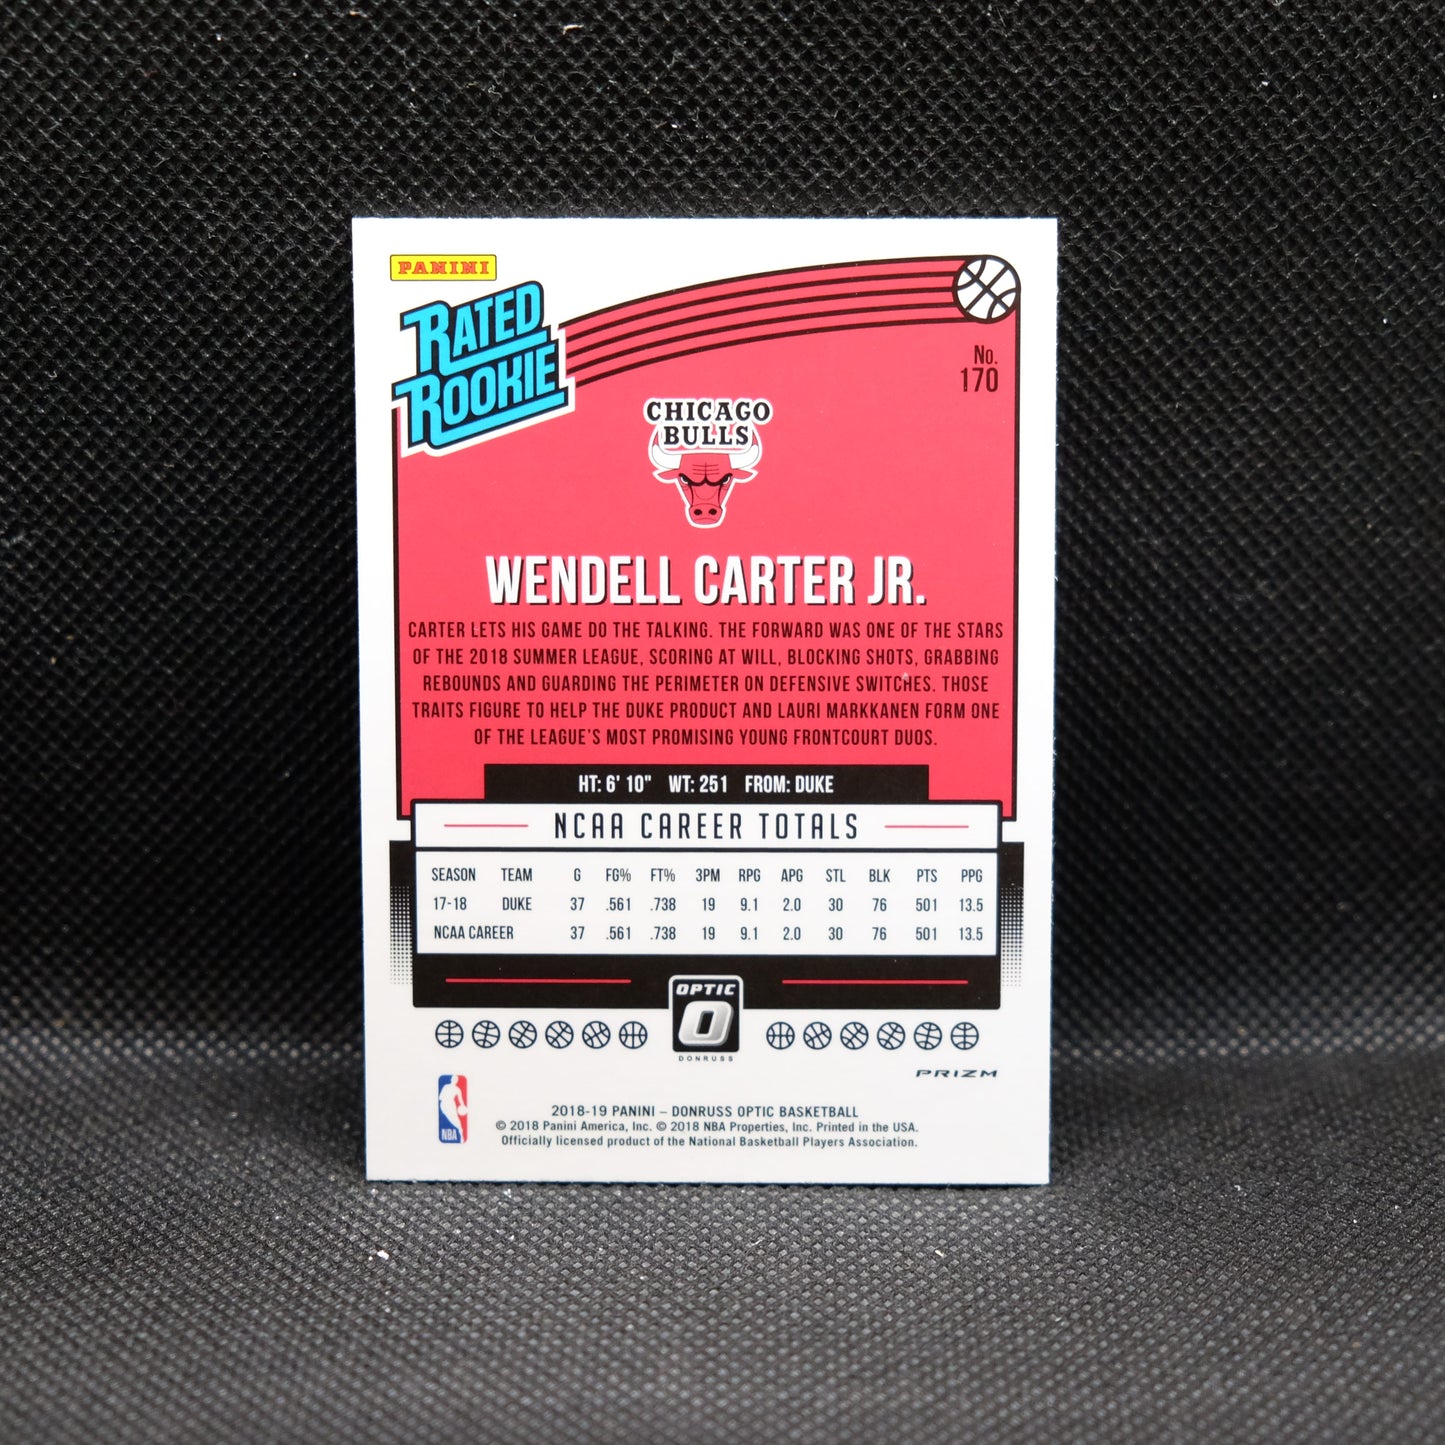 PANINI
RATED
ROOKIE
No.
170
CHICAGO
BULLS
WENDELL CARTER JR.
CARTER LETS HIS GAME DO THE TALKING. THE FORWARD WAS ONE OF THE STARS
OF THE 2018 SUMMER LEAGUE, SCORING AT WILL, BLOCKING SHOTS, GRABBING
REBOUNDS AND GUARDING THE PERIMETER ON DEFENSIVE SWITCHES. THOSE
TRAITS FIGURE TO HELP THE DUKE PRODUCT AND LAURI MARKKANEN FORM ONE
OF THE LEAGUE'S MOST PROMISING YOUNG FRONTCOURT DUOS.
HT: 6' 10" WT: 251 FROM: DUKE
NCAA CAREER TOTALS
SEASON TEAM G FG% FT% 3PM RPG APG STL BLK PTS PPG
17-18 DUKE 37 .561 .738 19 9.1 2.0 30 76 501 13.5
NCAA CAREER 37 .561 .738 19 9.1 2.0 30 76 501 13.5
OPTIC
O
DONRUSS
PRIZM
NBA
2018-19 PANINI – DONRUSS OPTIC BASKETBALL
© 2018 Panini America, Inc. © 2018 NBA Properties, Inc. Printed in the USA.
Officially licensed product of the National Basketball Players Association.